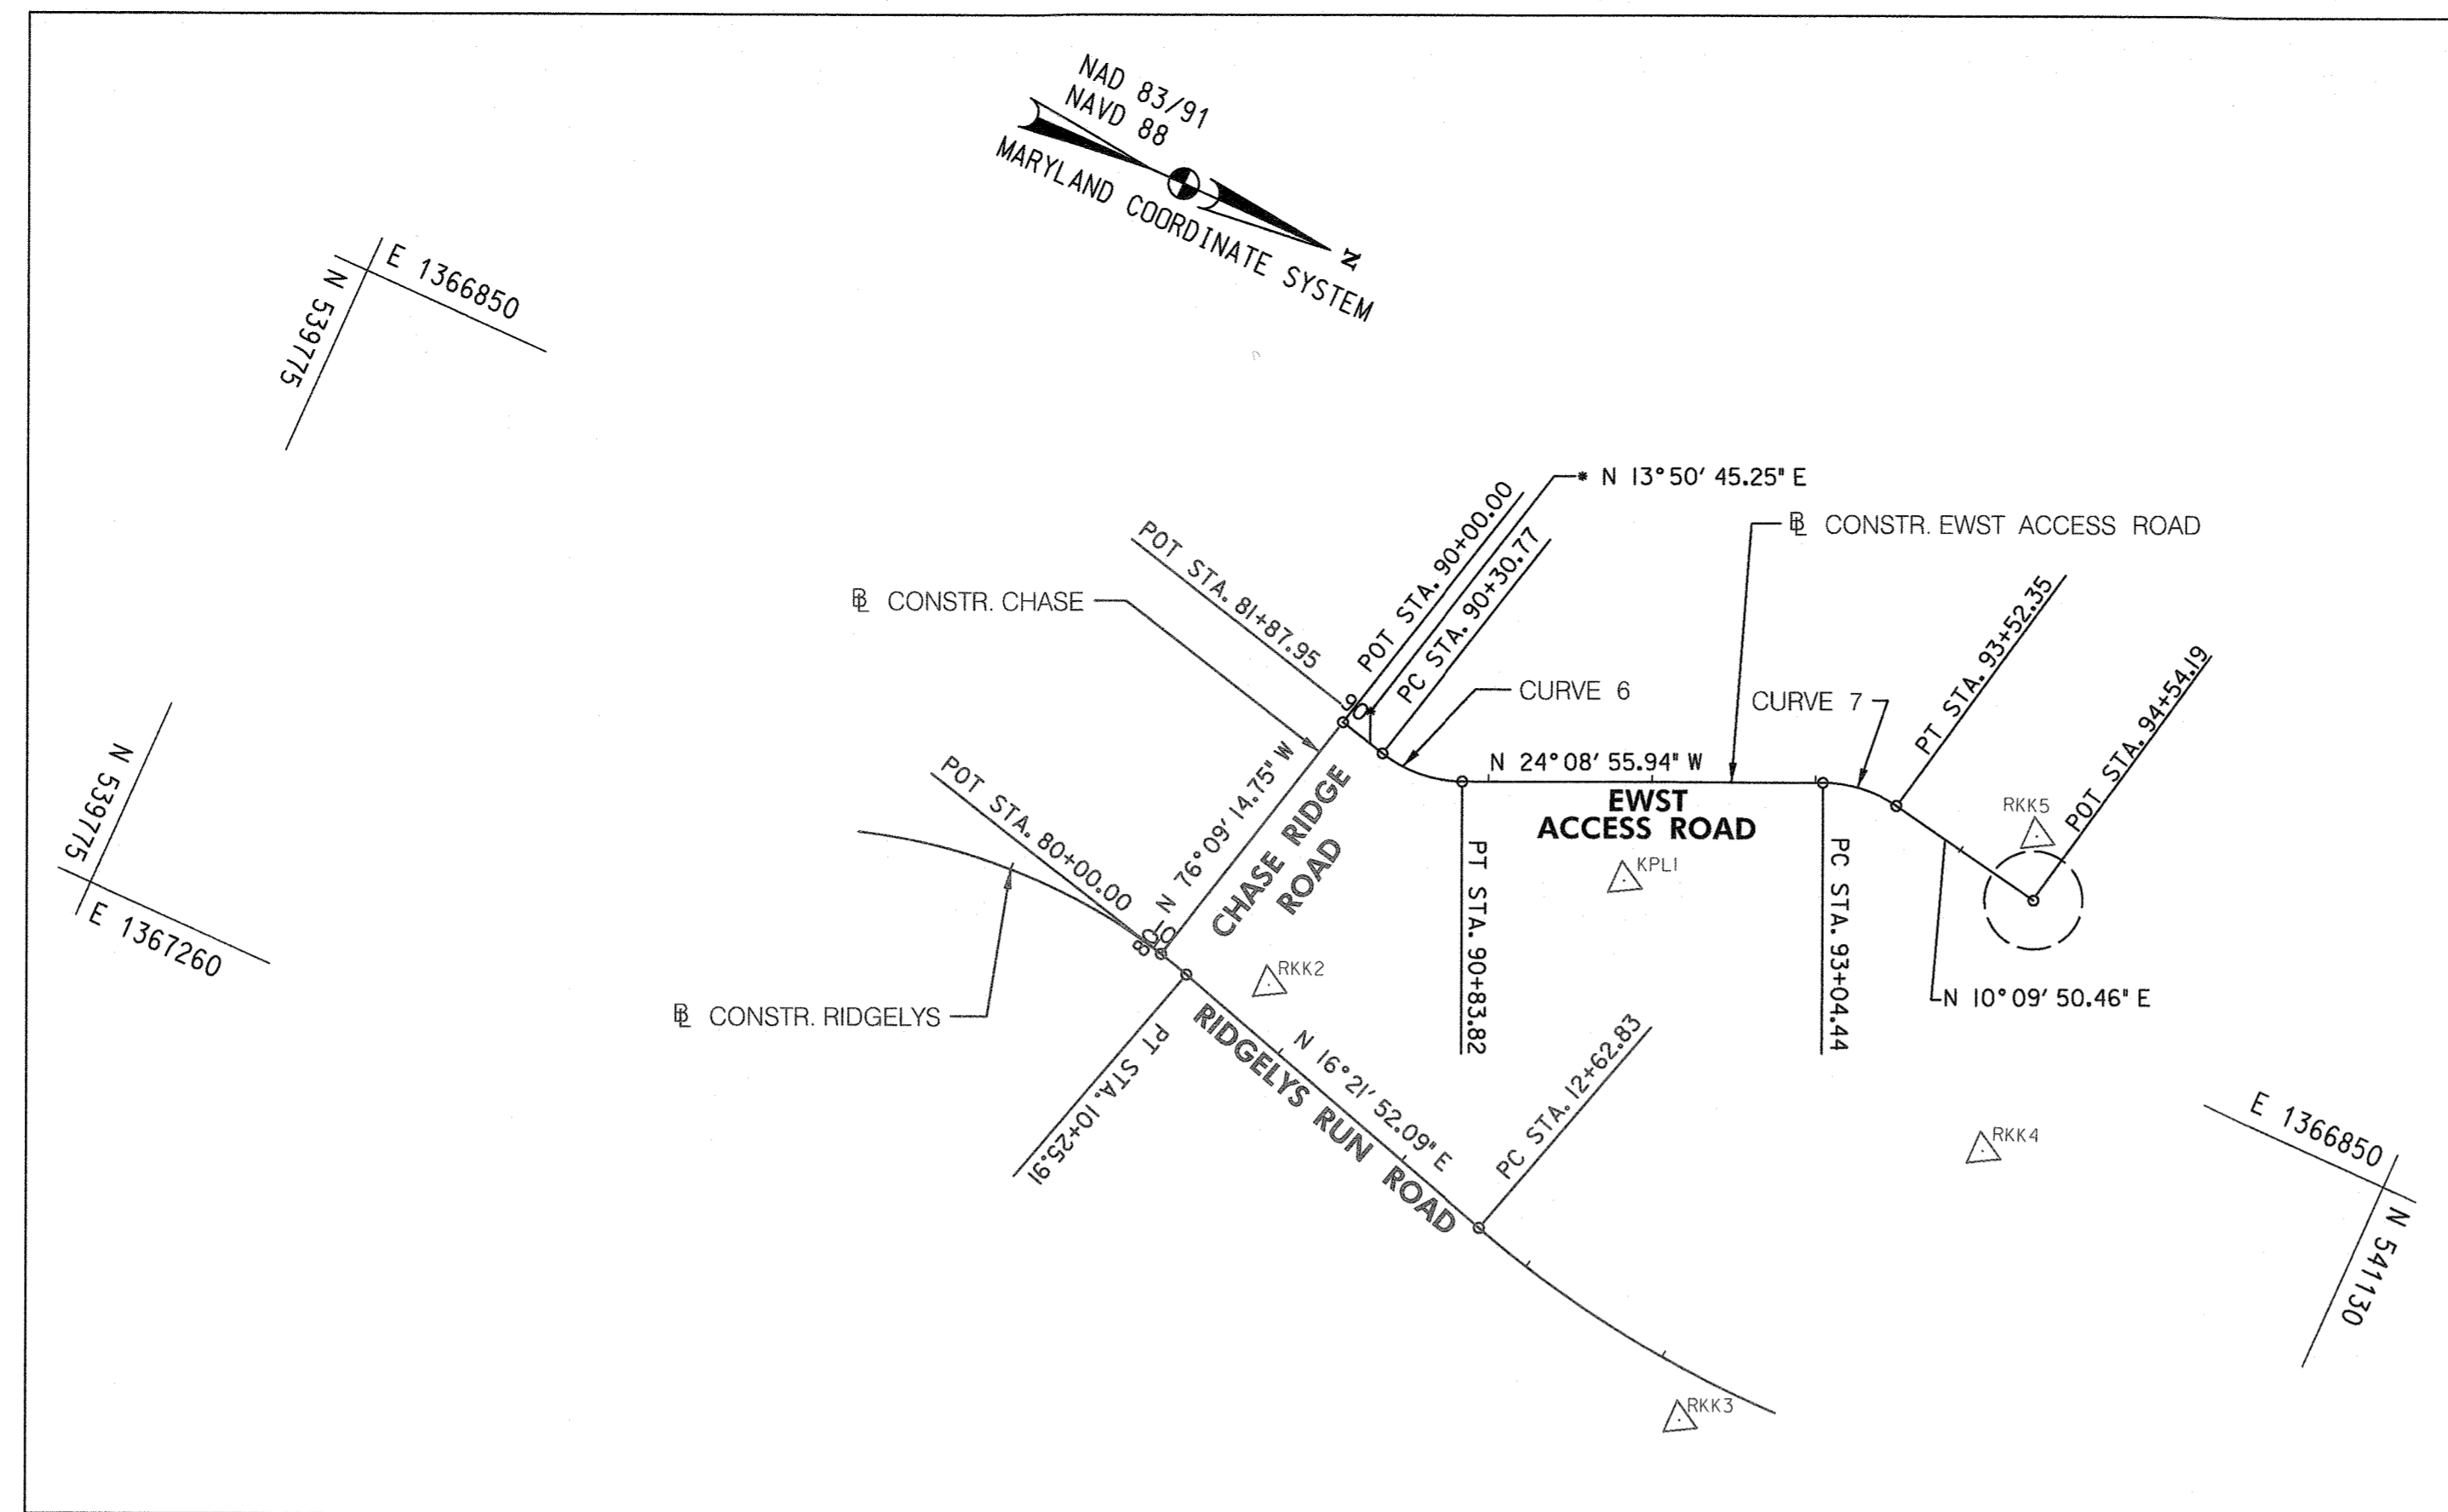 NAD 83/91
NAVD 88
MARYLAND COORDINATE SYSTEM
N
E 1366850
N 539775
* N 13°50' 45.25" E
POT STA. 90+00.00
PC STA. 90+30.77
POT STA. 81+87.95
℄ CONSTR. EWST ACCESS ROAD
℄ CONSTR. CHASE
CURVE 6
CURVE 7
PT STA. 93+52.35
POT STA. 94+54.19
90
*
N 24°08' 55.94" W
EWST
ACCESS ROAD
RKK5
KPL1
N 76°09' 14.75" W
CHASE RIDGE
ROAD
POT STA. 80+00.00
80
10
PT STA. 90+83.82
PC STA. 93+04.44
N 10°09' 50.46" E
N 539775
E 1367260
RKK2
℄ CONSTR. RIDGELYS
PT STA. 10+25.91
N 16°21' 52.09" E
RIDGELYS RUN ROAD
PC STA. 12+62.83
RKK4
RKK3
E 1366850
N 541130